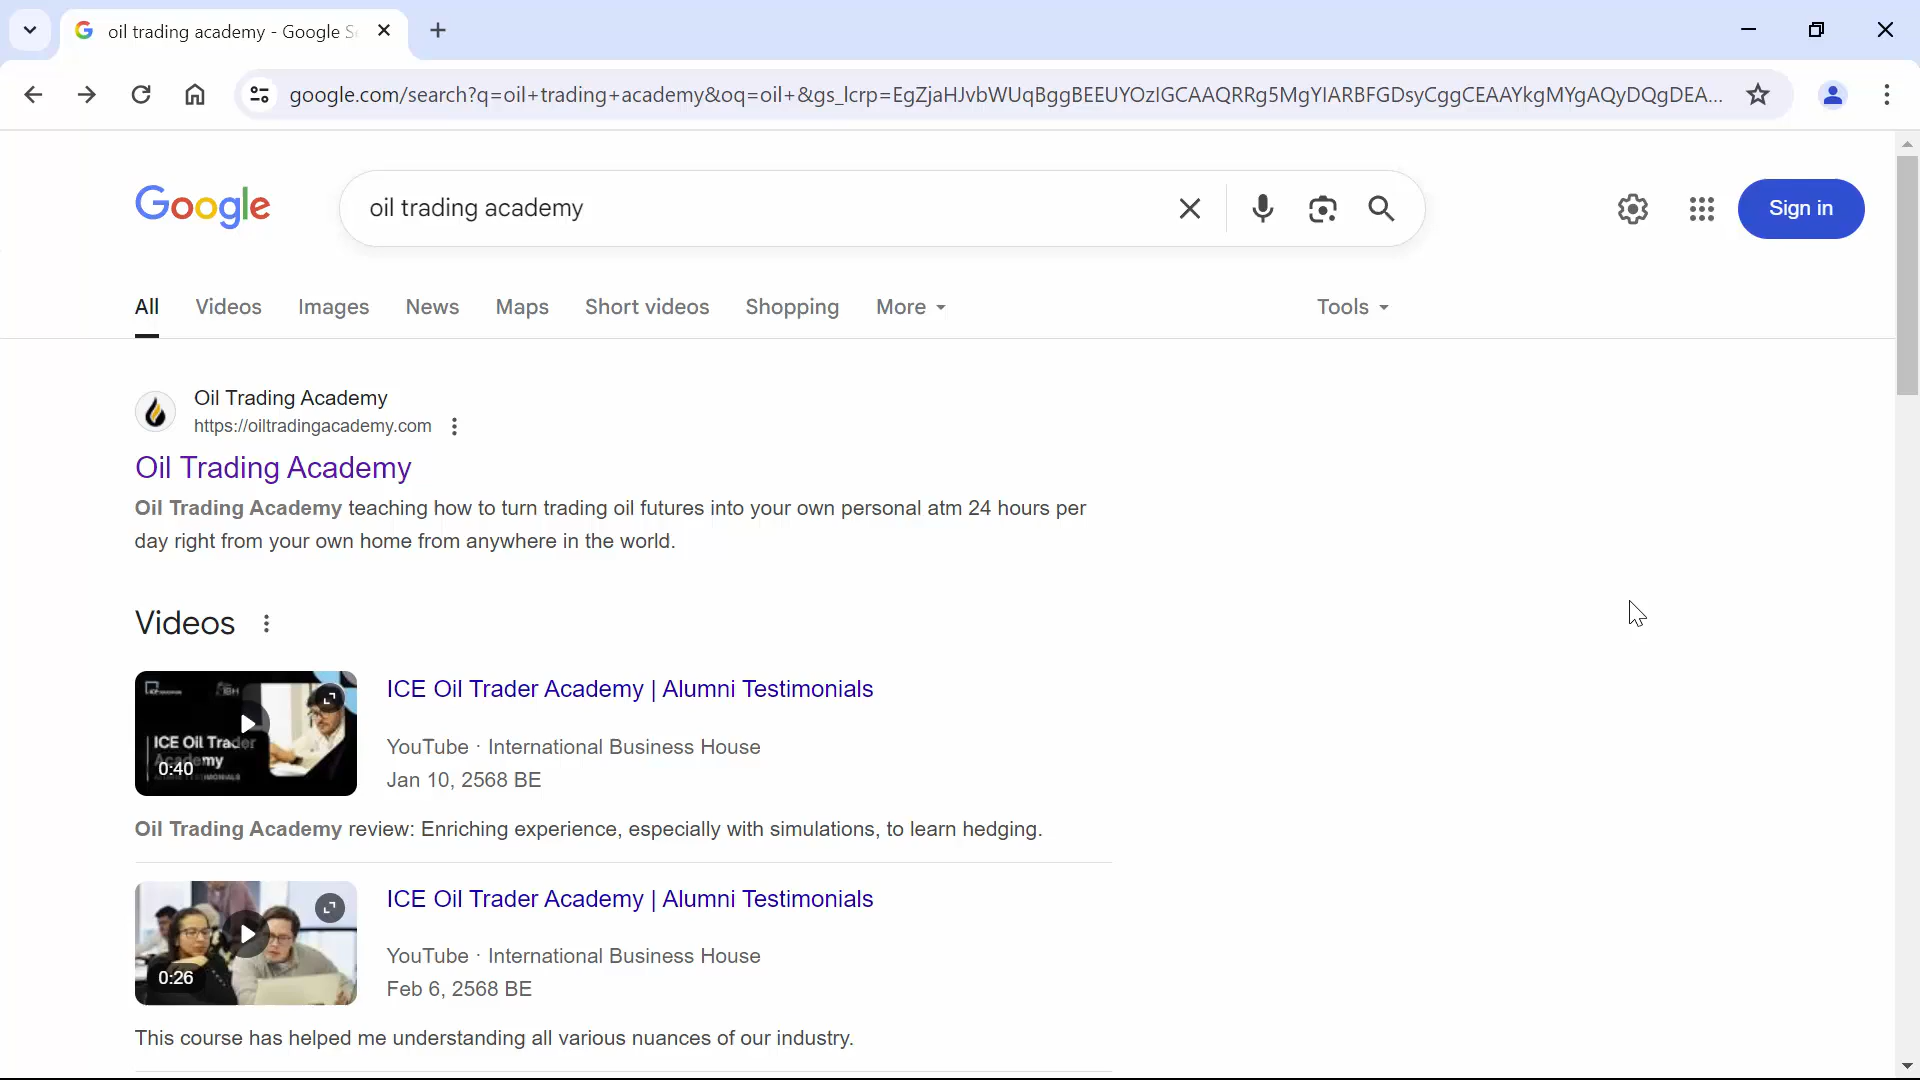 oil trading academy - Google S
google.com/search?q=oil+trading+academy&oq=oil+&gs_lcrp=EgZjaHJvbWUqBggBEEUYOzIGCAAQRRg5MgYIARBFGDsyCggCEAAYkgMYgAQyDQgDEA...
Google
oil trading academy
Sign in
All Videos Images News Maps Short videos Shopping More Tools
Oil Trading Academy
https://oiltradingacademy.com
Oil Trading Academy
Oil Trading Academy teaching how to turn trading oil futures into your own personal atm 24 hours per
day right from your own home from anywhere in the world.
Videos
ICE Oil Trader
Academy
0:40
ICE Oil Trader Academy | Alumni Testimonials
YouTube · International Business House
Jan 10, 2568 BE
Oil Trading Academy review: Enriching experience, especially with simulations, to learn hedging.
0:26
ICE Oil Trader Academy | Alumni Testimonials
YouTube · International Business House
Feb 6, 2568 BE
This course has helped me understanding all various nuances of our industry.